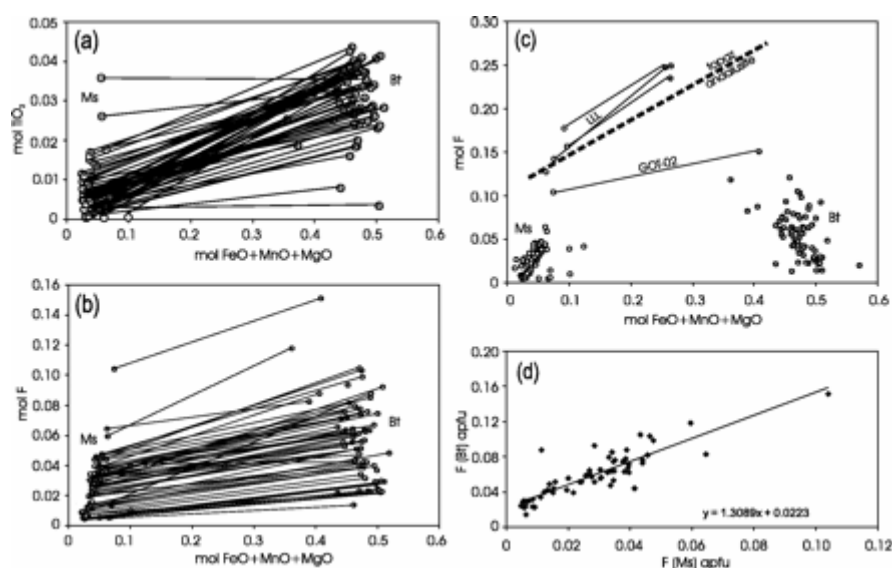 (a)
mol TiO2
0.05
0.04
0.03
0.02
0.01
0
Ms
Bt
0 0.1 0.2 0.3 0.4 0.5 0.6
mol FeO+MnO+MgO
(b)
mol F
0.16
0.14
0.12
0.10
0.08
0.06
0.04
0.02
0
Ms
Bt
0 0.1 0.2 0.3 0.4 0.5 0.6
mol FeO+MnO+MgO
(c)
mol F
0.30
0.25
0.20
0.15
0.10
0.05
0.00
LLL
topaz
GOT-02
Ms
Bt
0 0.1 0.2 0.3 0.4 0.5 0.6
mol FeO+MnO+MgO
(d)
F (Bt) apfu
0.20
0.16
0.12
0.08
0.04
0.00
y = 1.3089x + 0.0223
0 0.02 0.04 0.06 0.08 0.10 0.12
F (Ms) apfu